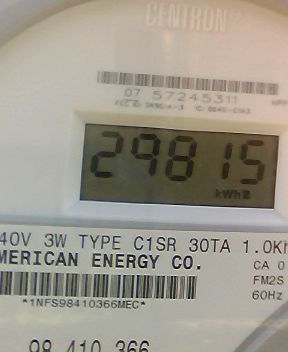 CENTRON
07 57245311
29815
kWh
40V 3W TYPE C1SR 30TA 1.0Kh
MERICAN ENERGY CO.
CA 0
FM2S
*1NFS98410366MEC*
60Hz
98 410 366